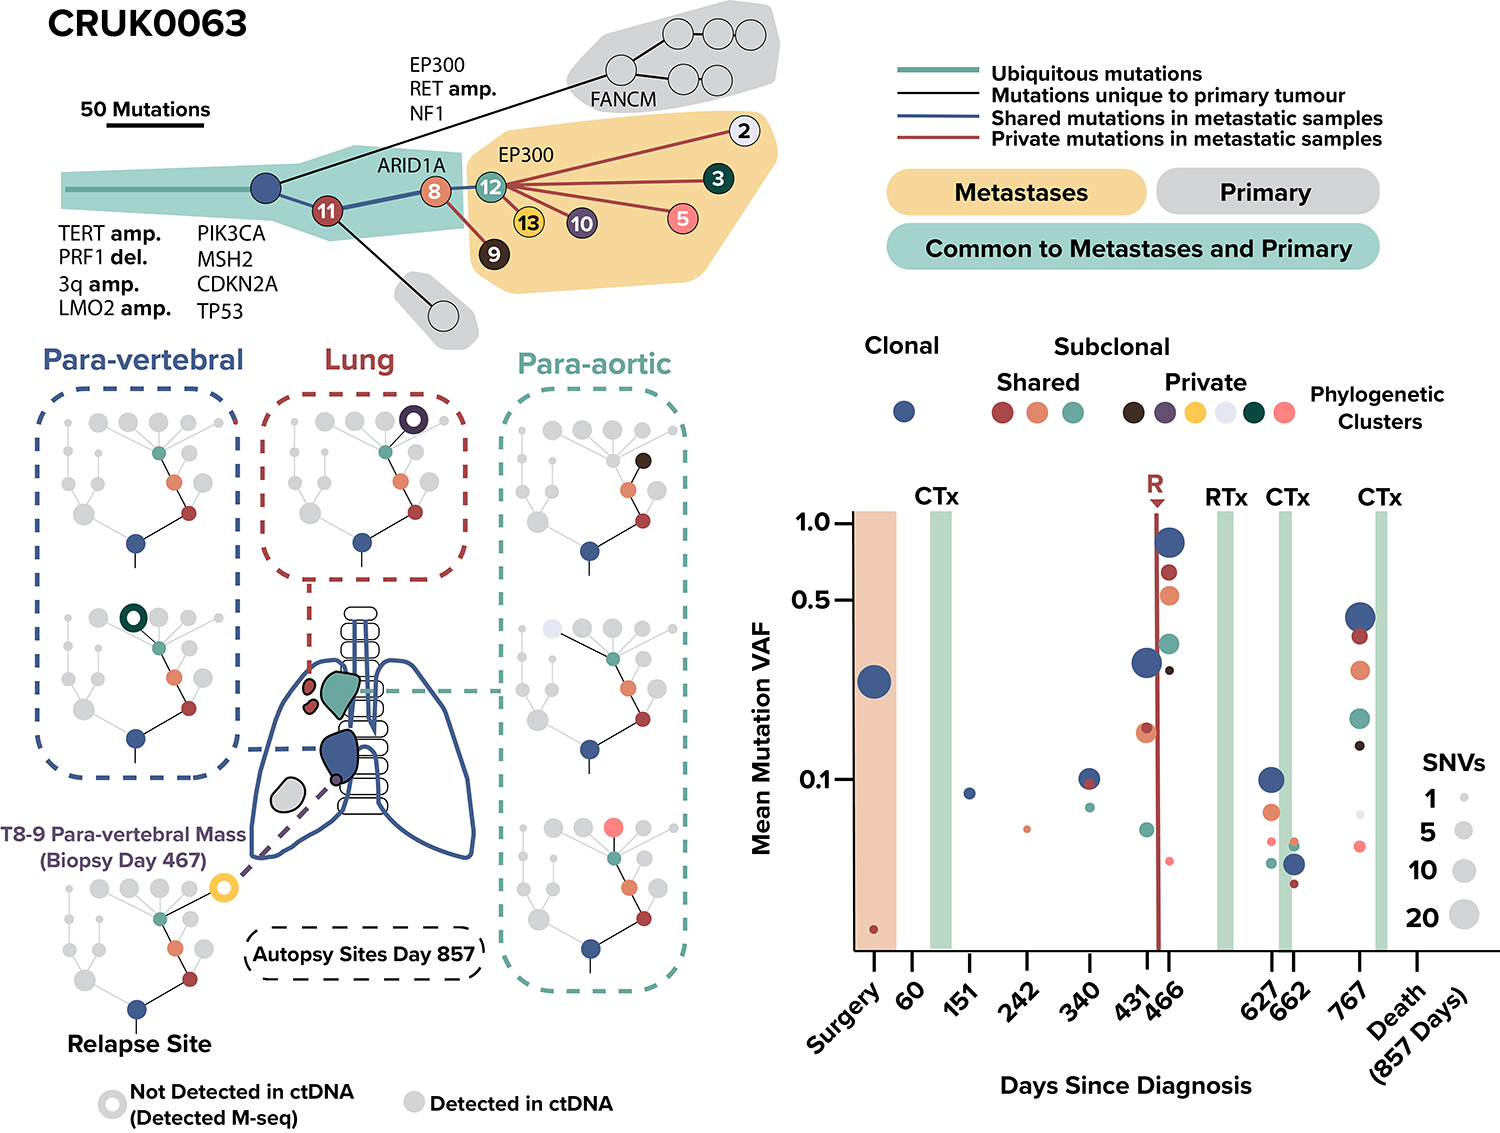 CRUK0063
50 Mutations
EP300
RET amp.
NF1
FANCM
ARID1A
EP300
2
3
5
8
12
13
10
9
11
TERT amp.
PRF1 del.
3q amp.
LMO2 amp.
PIK3CA
MSH2
CDKN2A
TP53
Ubiquitous mutations
Mutations unique to primary tumour
Shared mutations in metastatic samples
Private mutations in metastatic samples
Metastases
Primary
Common to Metastases and Primary
Para-vertebral
Lung
Para-aortic
T8-9 Para-vertebral Mass
(Biopsy Day 467)
Autopsy Sites Day 857
Relapse Site
Not Detected in ctDNA
(Detected M-seq)
Detected in ctDNA
Clonal
Subclonal
Shared
Private
Phylogenetic
Clusters
CTx
R
RTx
CTx
CTx
Mean Mutation VAF
1.0
0.5
0.1
SNVs
1
5
10
20
Surgery
60
151
242
340
431
466
627
662
767
Death
(857 Days)
Days Since Diagnosis